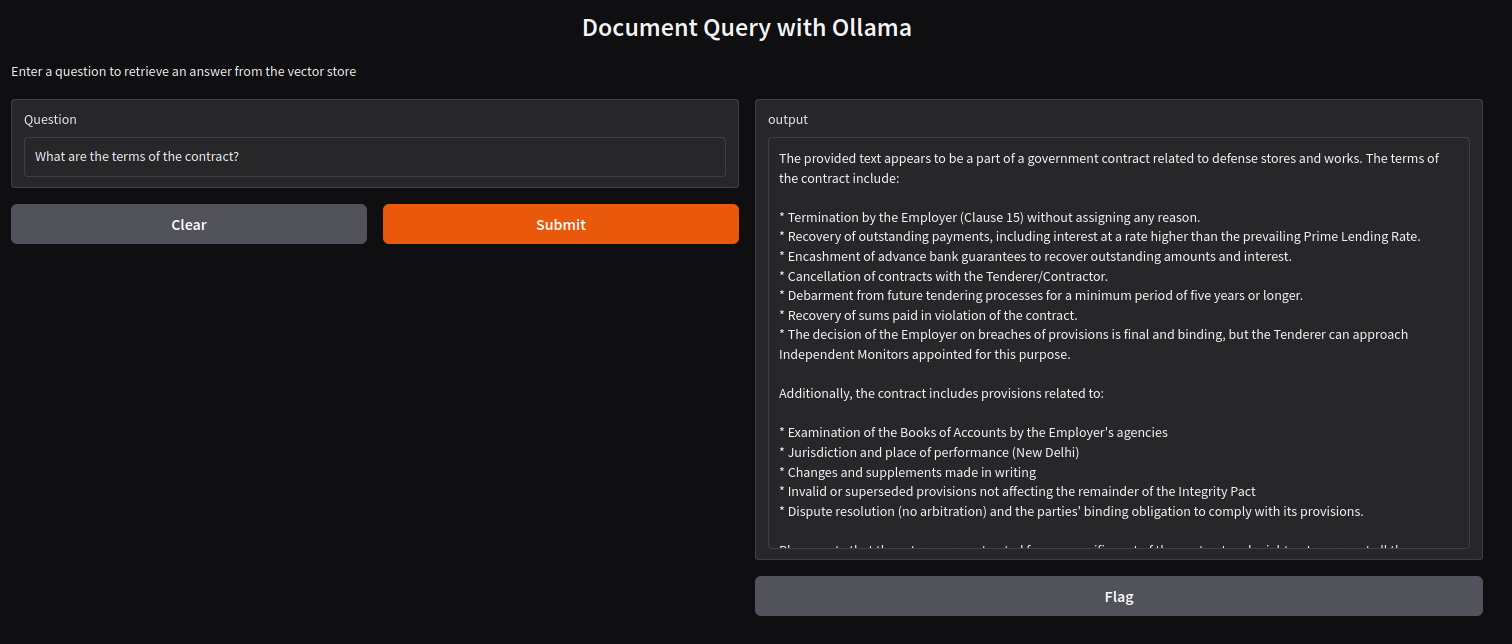 Document Query with Ollama
Enter a question to retrieve an answer from the vector store
Question
What are the terms of the contract?
Clear
Submit
output
The provided text appears to be a part of a government contract related to defense stores and works. The terms of
the contract include:
* Termination by the Employer (Clause 15) without assigning any reason.
* Recovery of outstanding payments, including interest at a rate higher than the prevailing Prime Lending Rate.
* Encashment of advance bank guarantees to recover outstanding amounts and interest.
* Cancellation of contracts with the Tenderer/Contractor.
* Debarment from future tendering processes for a minimum period of five years or longer.
* Recovery of sums paid in violation of the contract.
* The decision of the Employer on breaches of provisions is final and binding, but the Tenderer can approach
Independent Monitors appointed for this purpose.
Additionally, the contract includes provisions related to:
* Examination of the Books of Accounts by the Employer's agencies
* Jurisdiction and place of performance (New Delhi)
* Changes and supplements made in writing
* Invalid or superseded provisions not affecting the remainder of the Integrity Pact
* Dispute resolution (no arbitration) and the parties' binding obligation to comply with its provisions.
Flag